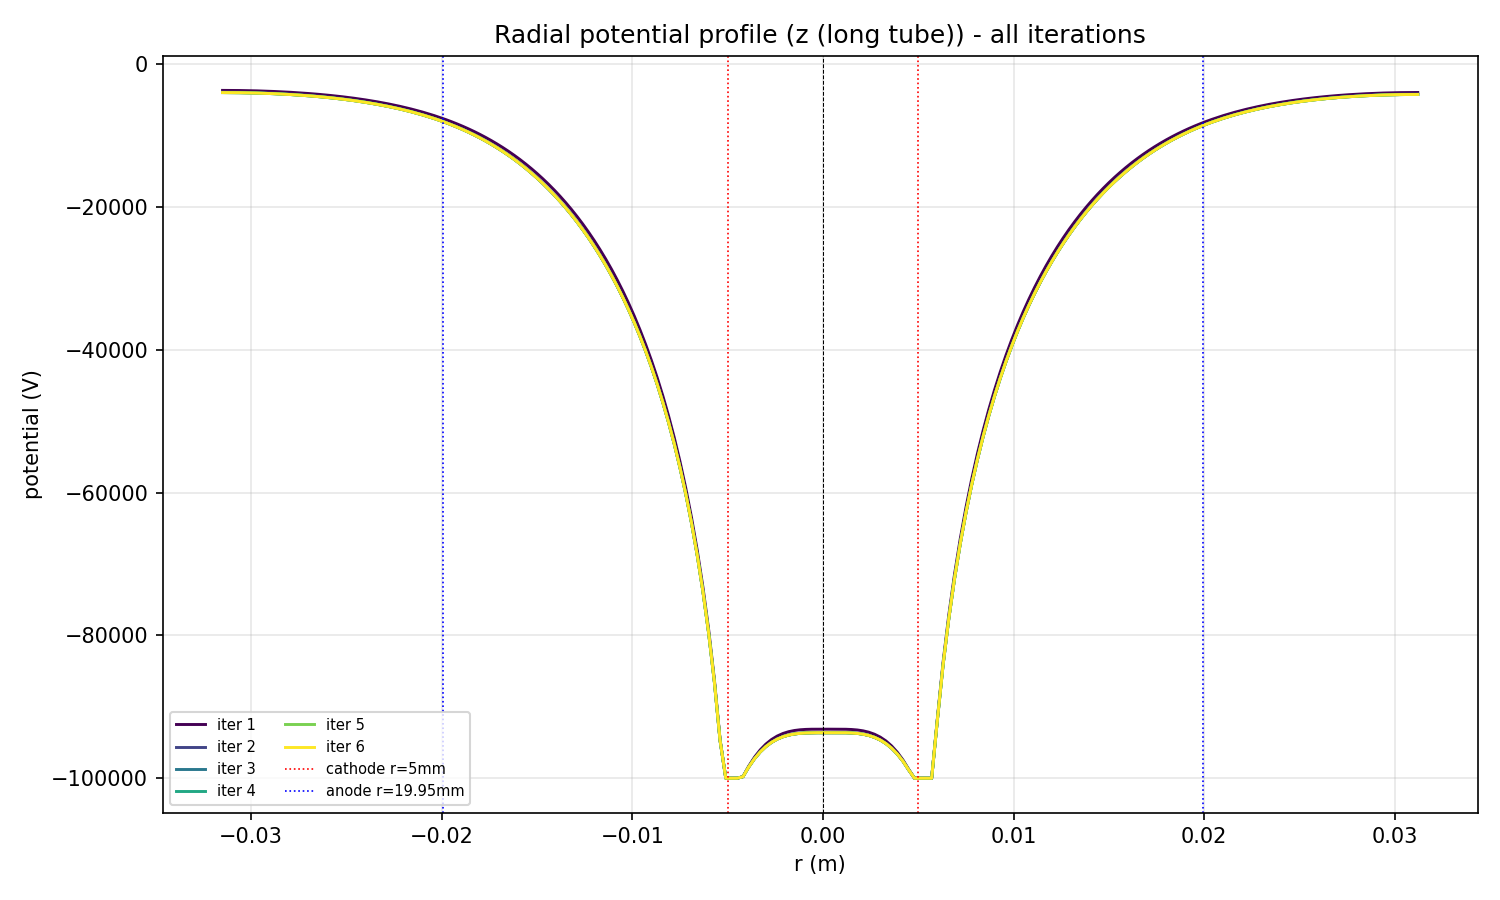 Radial potential profile (z (long tube)) - all iterations
potential (V)
0
−20000
−40000
−60000
−80000
−100000
iter 1
iter 2
iter 3
iter 4
iter 5
iter 6
cathode r=5mm
anode r=19.95mm
−0.03
−0.02
−0.01
0.00
0.01
0.02
0.03
r (m)